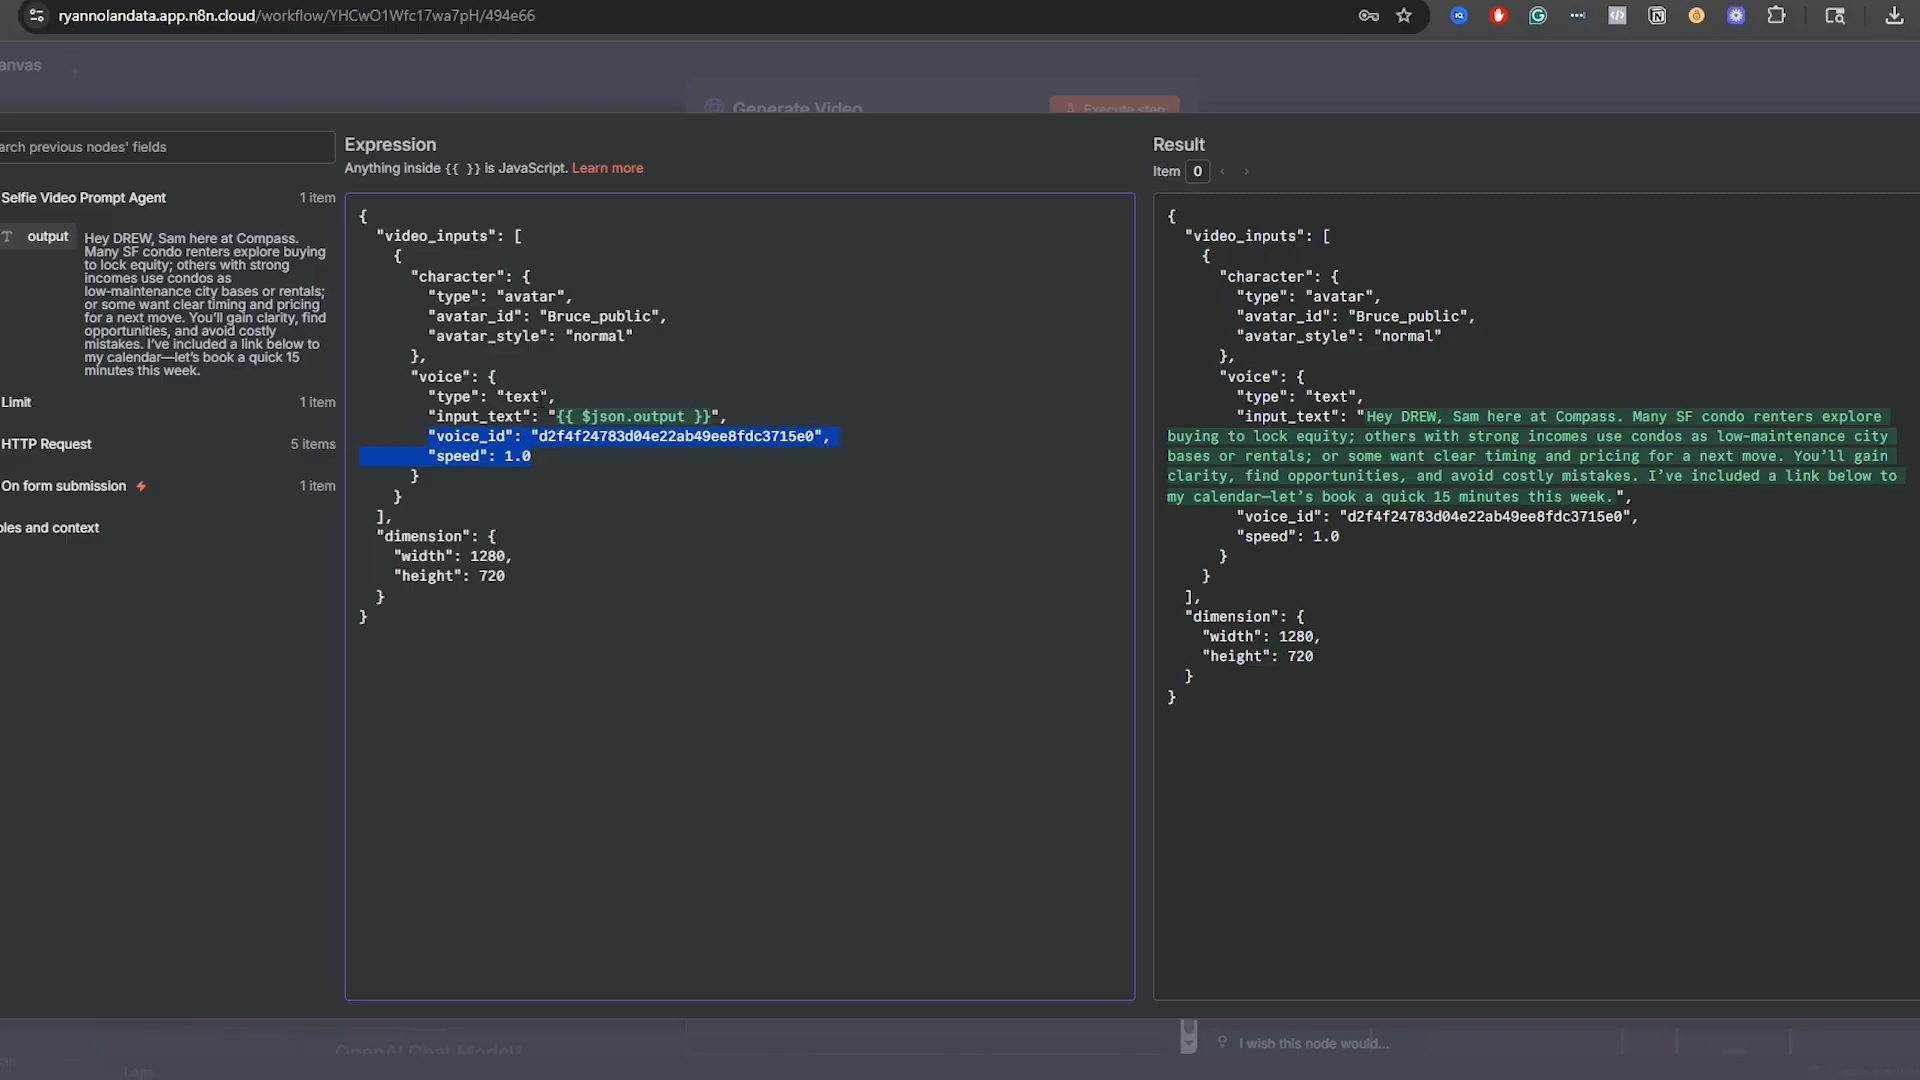 ryannolandata.app.n8n.cloud/workflow/YHCwO1Wfc17wa7pH/494e66
anvas
Generate Video
Execute step
arch previous nodes' fields
Selfie Video Prompt Agent
1 item
T output
Hey DREW, Sam here at Compass.
Many SF condo renters explore buying
to lock equity; others with strong
incomes use condos as
low-maintenance city bases or rentals;
or some want clear timing and pricing
for a next move. You’ll gain clarity, find
opportunities, and avoid costly
mistakes. I’ve included a link below to
my calendar—let’s book a quick 15
minutes this week.
Limit
1 item
HTTP Request
5 items
On form submission
1 item
bles and context
Expression
Anything inside {{ }} is JavaScript. Learn more
{
"video_inputs": [
{
"character": {
"type": "avatar",
"avatar_id": "Bruce_public",
"avatar_style": "normal"
},
"voice": {
"type": "text",
"input_text": "{{ $json.output }}",
"voice_id": "d2f4f24783d04e22ab49ee8fdc3715e0",
"speed": 1.0
}
}
],
"dimension": {
"width": 1280,
"height": 720
}
}
Result
Item 0
{
"video_inputs": [
{
"character": {
"type": "avatar",
"avatar_id": "Bruce_public",
"avatar_style": "normal"
},
"voice": {
"type": "text",
"input_text": "Hey DREW, Sam here at Compass. Many SF condo renters explore
buying to lock equity; others with strong incomes use condos as low-maintenance city
bases or rentals; or some want clear timing and pricing for a next move. You’ll gain
clarity, find opportunities, and avoid costly mistakes. I’ve included a link below to
my calendar—let’s book a quick 15 minutes this week.",
"voice_id": "d2f4f24783d04e22ab49ee8fdc3715e0",
"speed": 1.0
}
}
],
"dimension": {
"width": 1280,
"height": 720
}
}
OpenAI Chat Model1
I wish this node would...